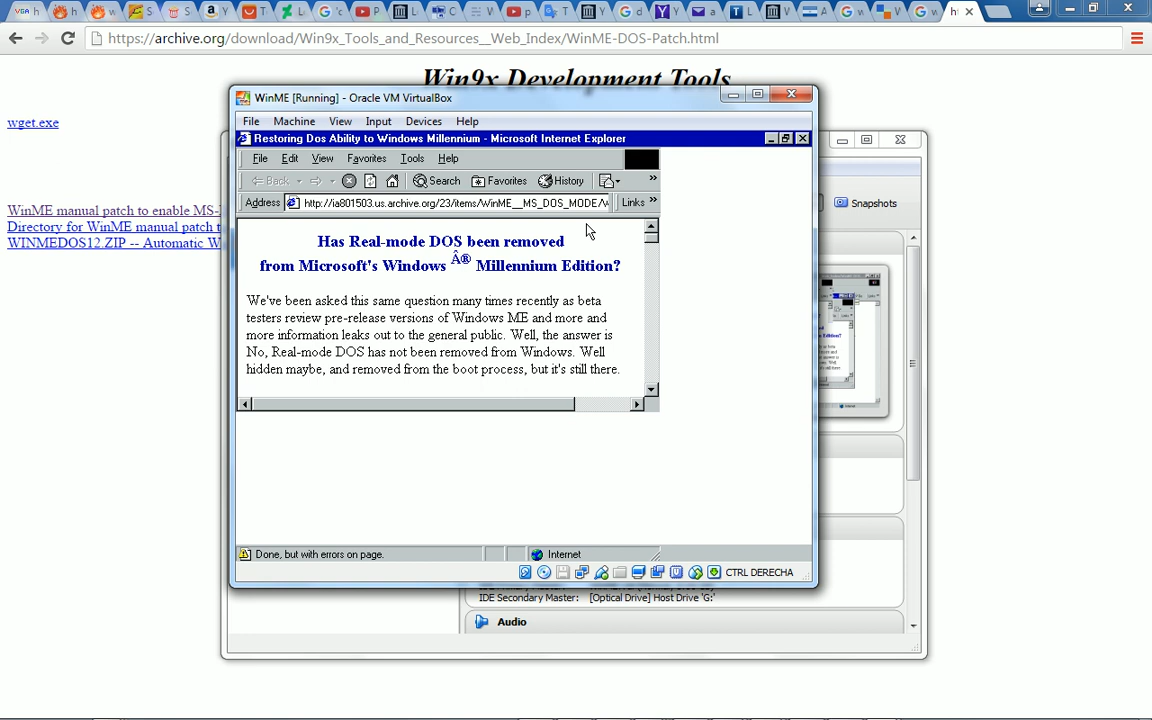 https://archive.org/download/Win9x_Tools_and_Resources__Web_Index/WinME-DOS-Patch.html
Win9x Development Tools
wget.exe
WinME manual patch to enable MS-
Directory for WinME manual patch t
WINMEDOS12.ZIP -- Automatic W
WinME [Running] - Oracle VM VirtualBox
File Machine View Input Devices Help
Restoring Dos Ability to Windows Millennium - Microsoft Internet Explorer
File Edit View Favorites Tools Help
Back Search Favorites History
Address http://ia801503.us.archive.org/23/items/WinME__MS_DOS_MODE/ Links
Has Real-mode DOS been removed
from Microsoft's Windows Â® Millennium Edition?
We've been asked this same question many times recently as beta
testers review pre-release versions of Windows ME and more and
more information leaks out to the general public. Well, the answer is
No, Real-mode DOS has not been removed from Windows. Well
hidden maybe, and removed from the boot process, but it's still there.
Done, but with errors on page. Internet
CTRL DERECHA
Snapshots
IDE Secondary Master: [Optical Drive] Host Drive 'G:'
Audio